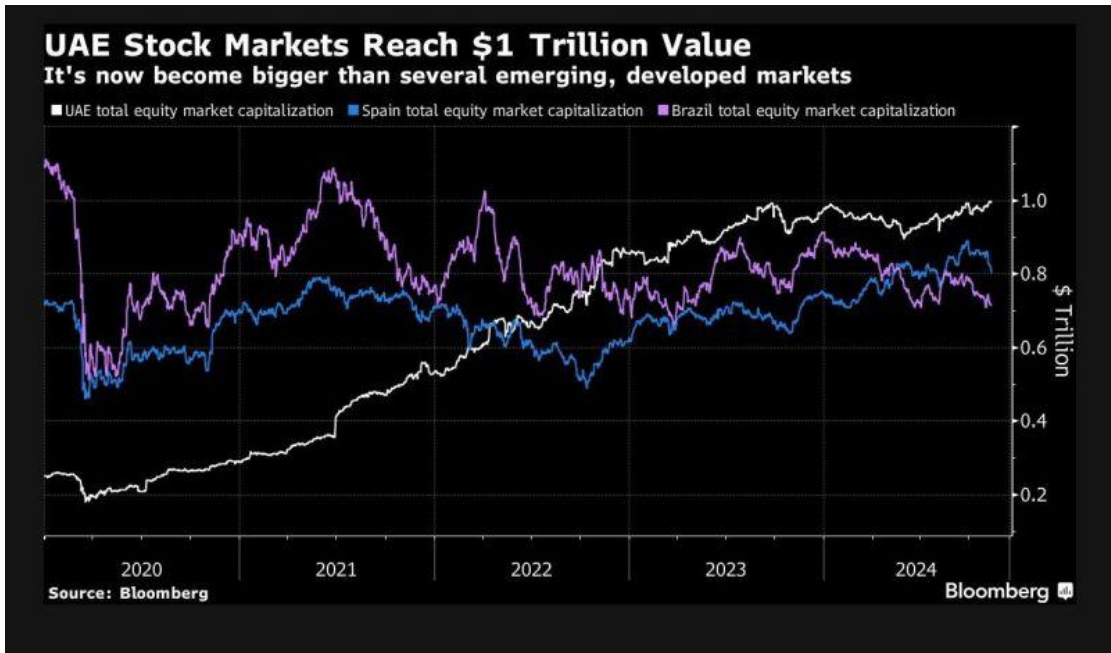 UAE Stock Markets Reach $1 Trillion Value
It's now become bigger than several emerging, developed markets
UAE total equity market capitalization Spain total equity market capitalization Brazil total equity market capitalization
1.0
0.8
0.6
0.4
0.2
$ Trillion
2020 2021 2022 2023 2024
Source: Bloomberg
Bloomberg